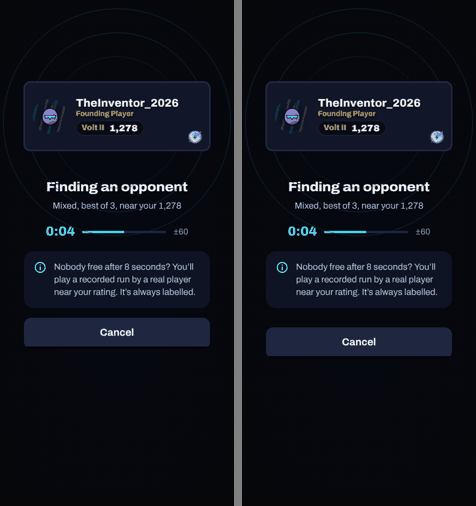 TheInventor_2026
Founding Player
Volt II 1,278
Finding an opponent
Mixed, best of 3, near your 1,278
0:04 ±60
Nobody free after 8 seconds? You'll
play a recorded run by a real player
near your rating. It's always labelled.
Cancel
TheInventor_2026
Founding Player
Volt II 1,278
Finding an opponent
Mixed, best of 3, near your 1,278
0:04 ±60
Nobody free after 8 seconds? You'll
play a recorded run by a real player
near your rating. It's always labelled.
Cancel